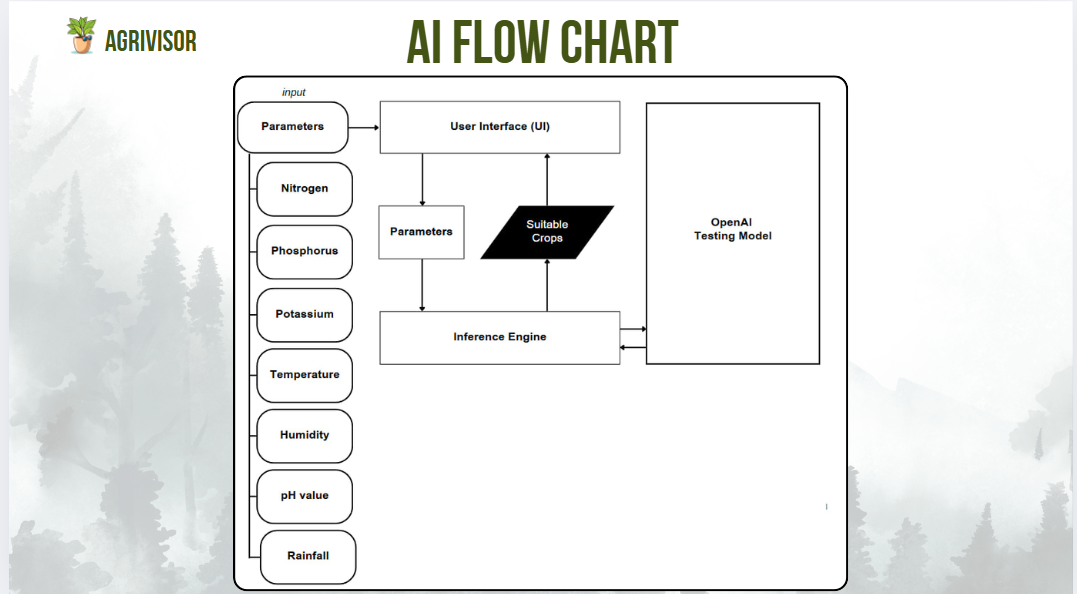 AGRIVISOR
AI FLOW CHART
input
Parameters
Nitrogen
Phosphorus
Potassium
Temperature
Humidity
pH value
Rainfall
User Interface (UI)
Parameters
Suitable
Crops
Inference Engine
OpenAI
Testing Model